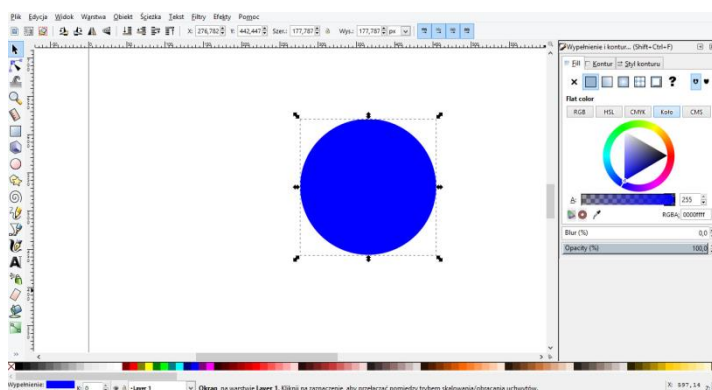 Plik Edycja Widok Warstwa Obiekt Ścieżka Tekst Filtry Efekty Pomoc
X: 276,782 Y: 442,447 Szer.: 177,787 Wys.: 177,787 px
Wypełnienie i kontur... (Shift+Ctrl+F)
Fill Kontur Styl konturu
Flat color
RGB HSL CMYK Koło CMS
A: 255
RGBA: 0000ffff
Blur (%) 0,0
Opacity (%) 100,0
Wypełnienie: K: 0 Layer 1 Okrąg na warstwie Layer 1. Kliknij na zaznaczenie, aby przełączać pomiędzy trybem skalowania/obracania uchwytów. X: 897,14